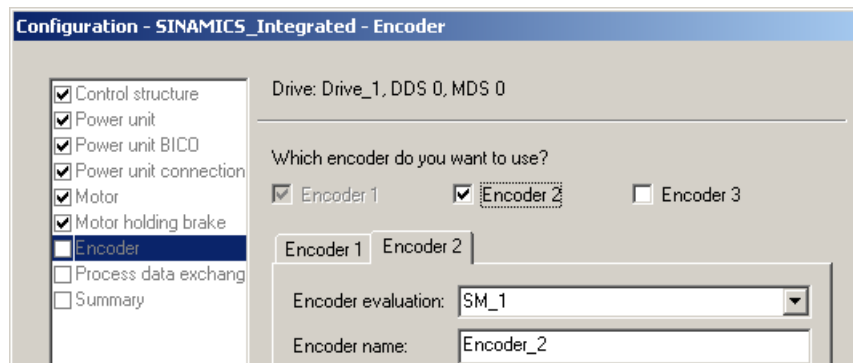 Configuration - SINAMICS_Integrated - Encoder
Control structure
Power unit
Power unit BICO
Power unit connection
Motor
Motor holding brake
Encoder
Process data exchang
Summary
Drive: Drive_1, DDS 0, MDS 0
Which encoder do you want to use?
Encoder 1 Encoder 2 Encoder 3
Encoder 1 Encoder 2
Encoder evaluation: SM_1
Encoder name: Encoder_2